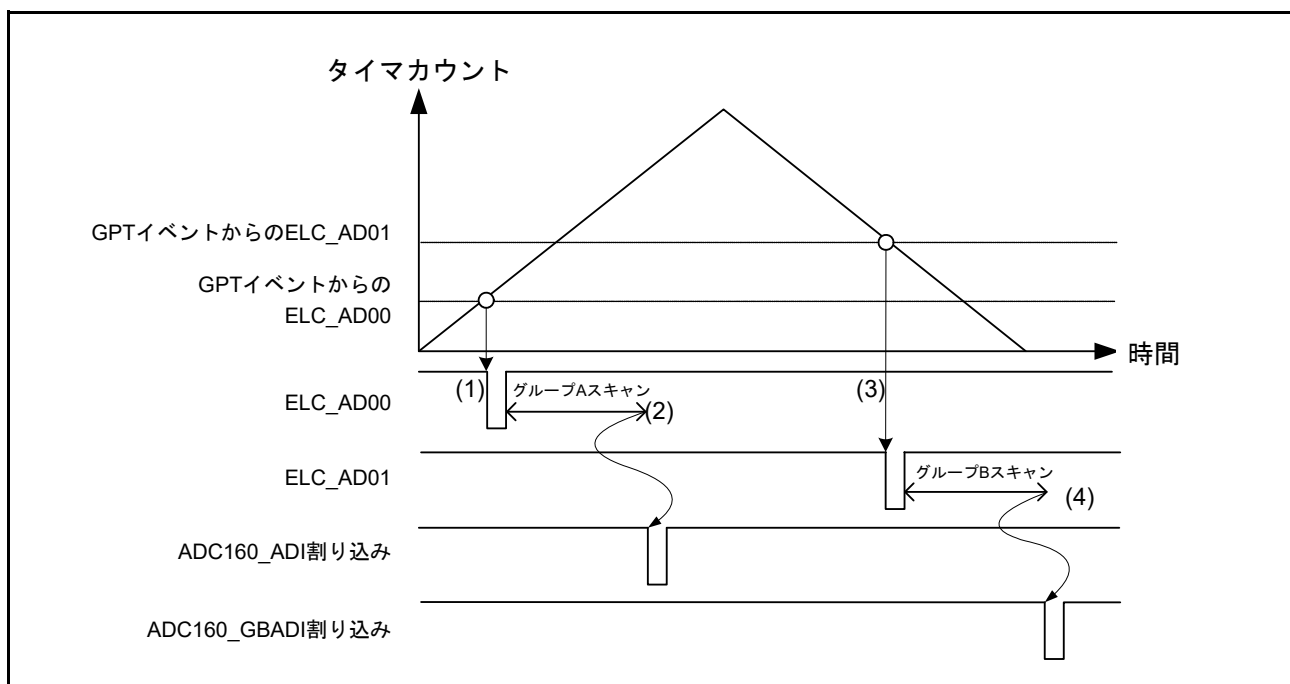 タイマカウント
GPTイベントからのELC_AD01
GPTイベントからの
ELC_AD00
時間
ELC_AD00
(1)
グループAスキャン
(2)
(3)
ELC_AD01
グループBスキャン
(4)
ADC160_ADI割り込み
ADC160_GBADI割り込み